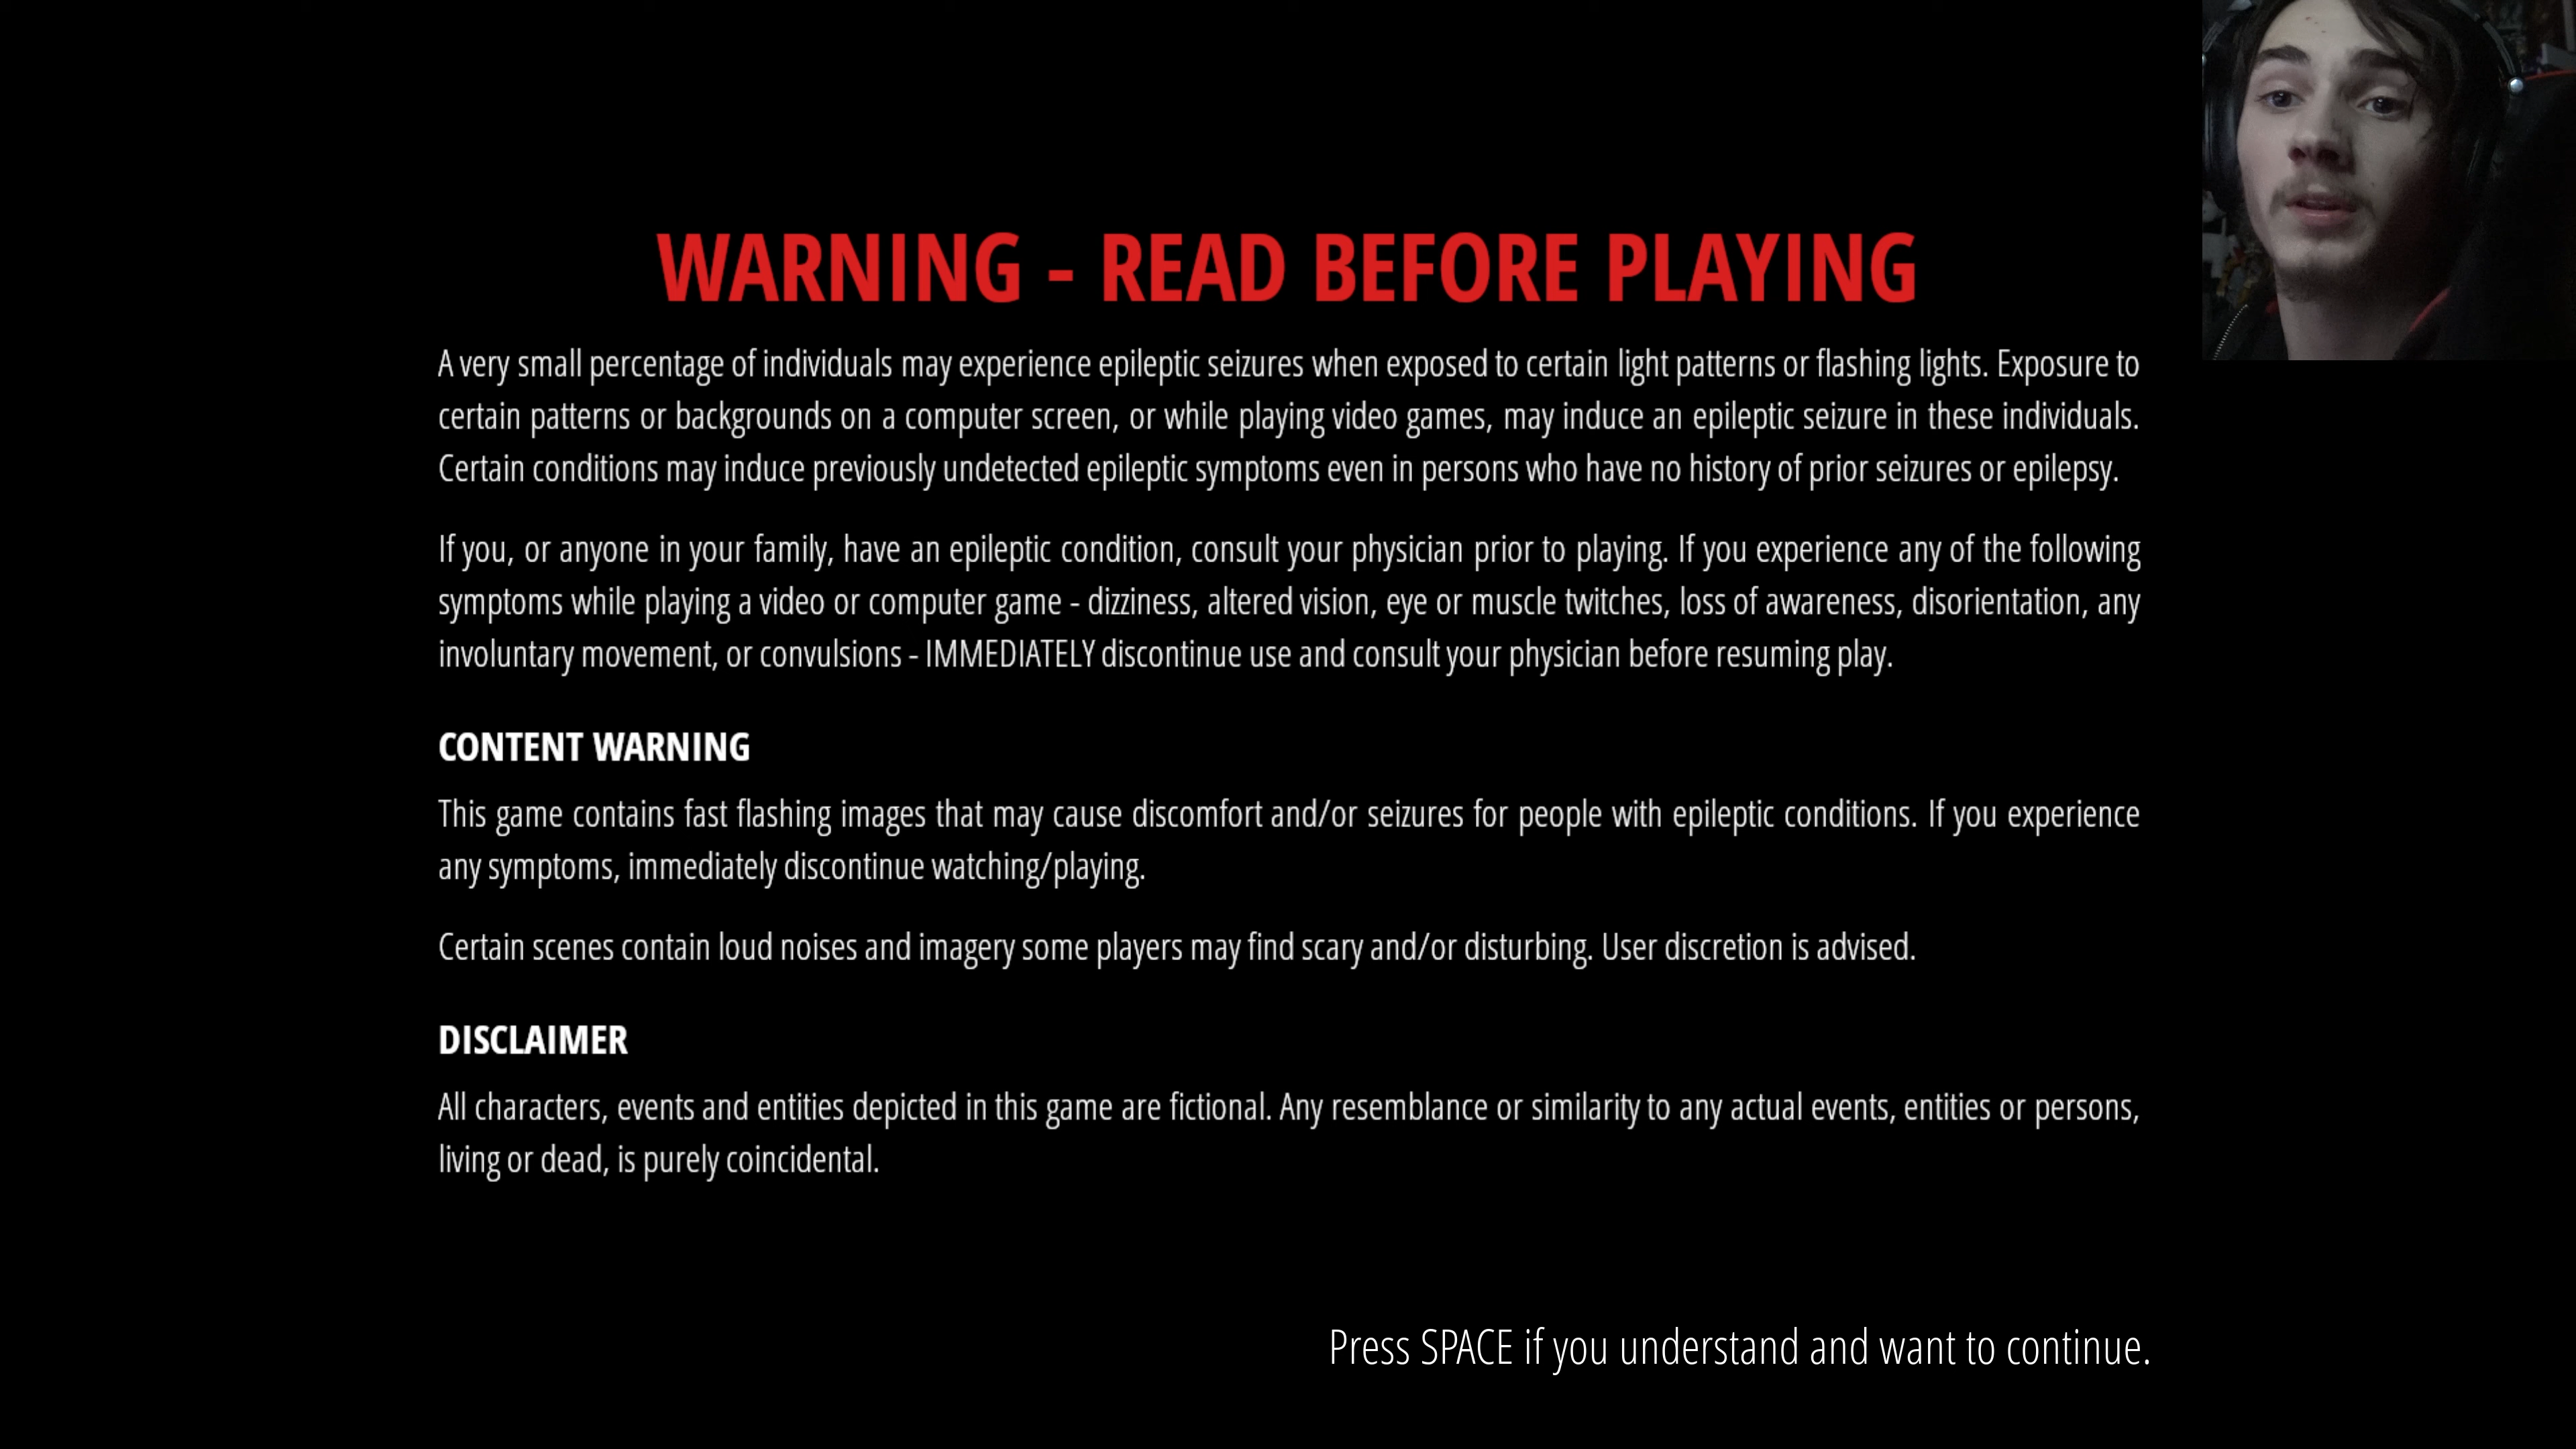 WARNING - READ BEFORE PLAYING
A very small percentage of individuals may experience epileptic seizures when exposed to certain light patterns or flashing lights. Exposure to
certain patterns or backgrounds on a computer screen, or while playing video games, may induce an epileptic seizure in these individuals.
Certain conditions may induce previously undetected epileptic symptoms even in persons who have no history of prior seizures or epilepsy.
If you, or anyone in your family, have an epileptic condition, consult your physician prior to playing. If you experience any of the following
symptoms while playing a video or computer game - dizziness, altered vision, eye or muscle twitches, loss of awareness, disorientation, any
involuntary movement, or convulsions - IMMEDIATELY discontinue use and consult your physician before resuming play.
CONTENT WARNING
This game contains fast flashing images that may cause discomfort and/or seizures for people with epileptic conditions. If you experience
any symptoms, immediately discontinue watching/playing.
Certain scenes contain loud noises and imagery some players may find scary and/or disturbing. User discretion is advised.
DISCLAIMER
All characters, events and entities depicted in this game are fictional. Any resemblance or similarity to any actual events, entities or persons,
living or dead, is purely coincidental.
Press SPACE if you understand and want to continue.